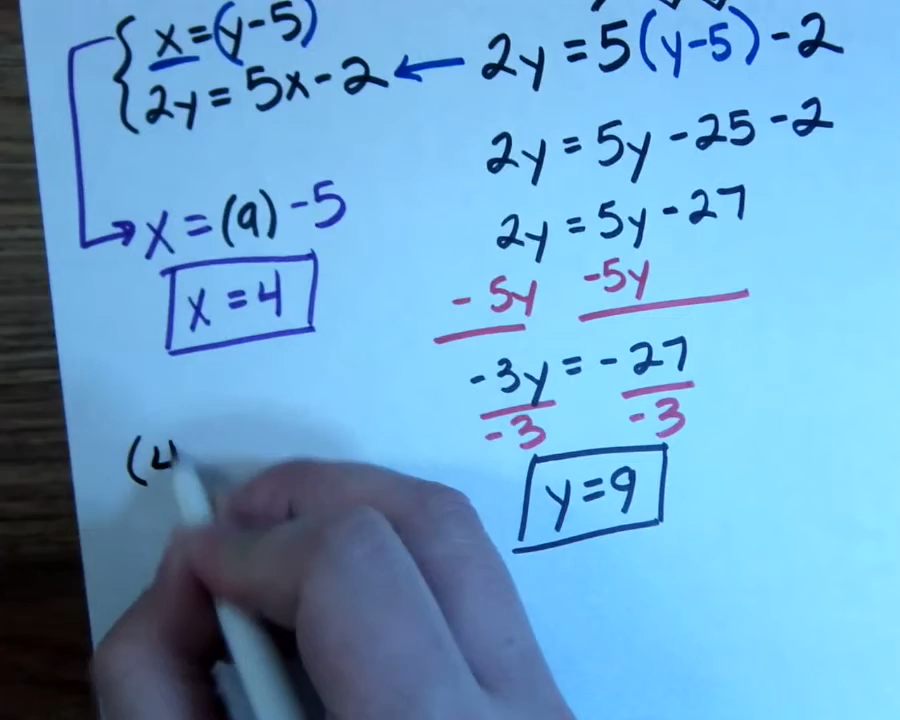 x=(y-5)
2y = 5x-2
x = (9) -5
x = 4
(4
2y = 5(y-5) -2
2y = 5y -25 -2
2y = 5y -27
- 5y -5y
-3y = -27
-3 -3
y=9